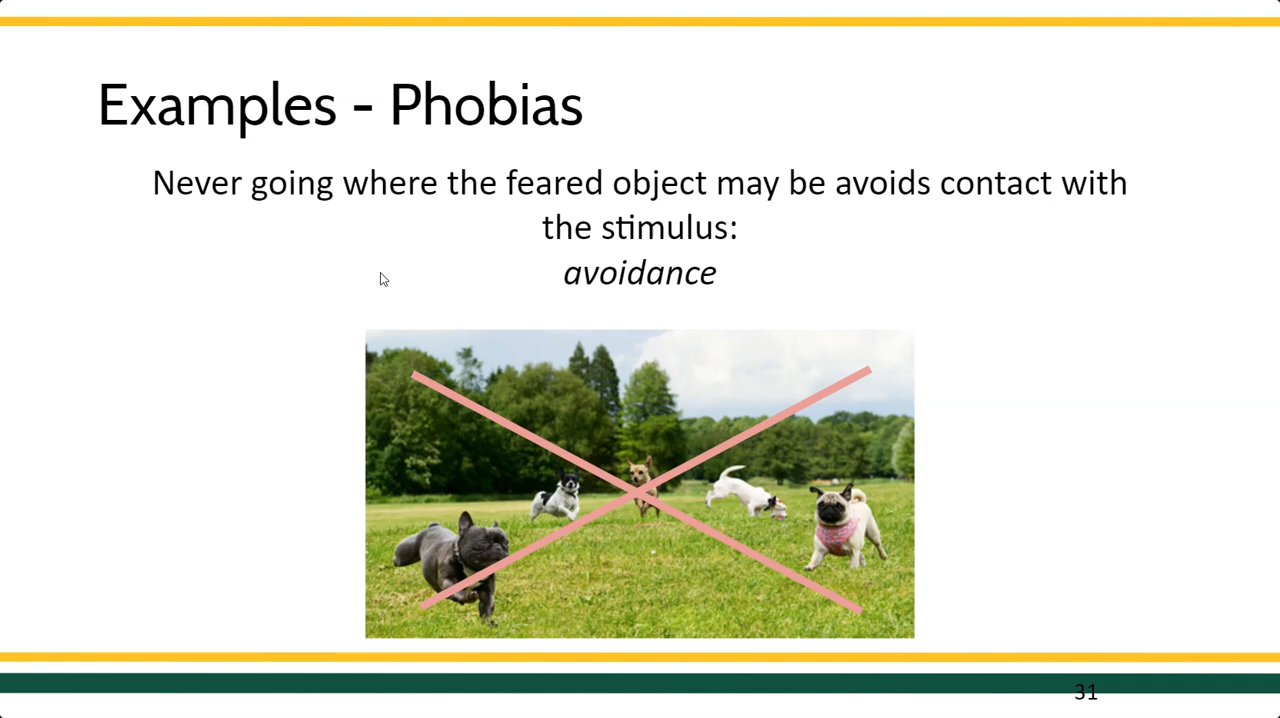 Examples - Phobias
Never going where the feared object may be avoids contact with
the stimulus:
avoidance
31